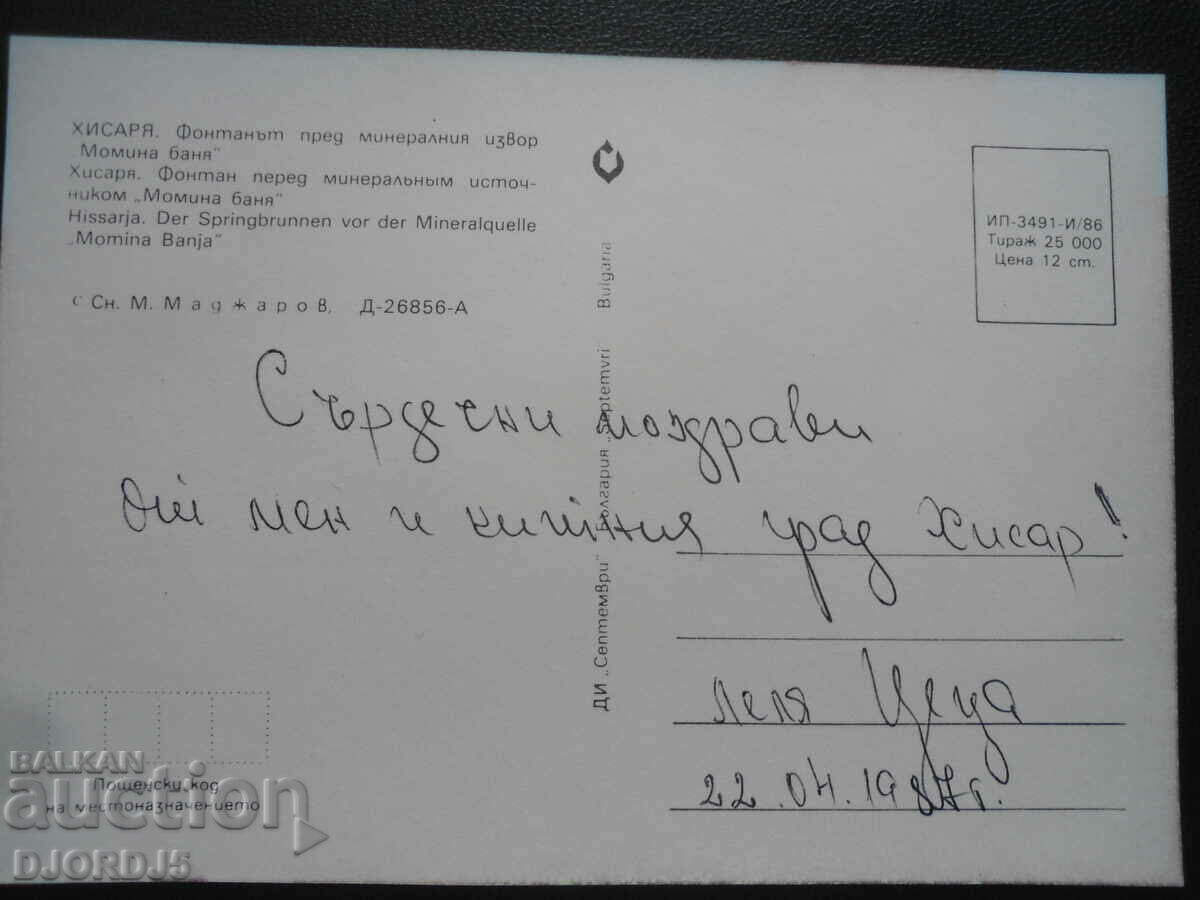 ХИСАРЯ. Фонтанът пред минералния извор
„Момина баня“
Хисаря. Фонтан перед минеральным источ-
ником „Момина баня“
Hissarja. Der Springbrunnen vor der Mineralquelle
„Momina Banja“
© Сн. М. Маджаров, Д-26856-А
ИП-3491-И/86
Тираж 25 000
Цена 12 ст.
ДИ „Септември“ България „Septemvri Bulgaria
Сърдечни поздрави
от мен и китния град Хисар!
леля Цеца
22.04.1987г.
Пощенски код
на местоназначението
BALKAN
auction
DJORDJ5